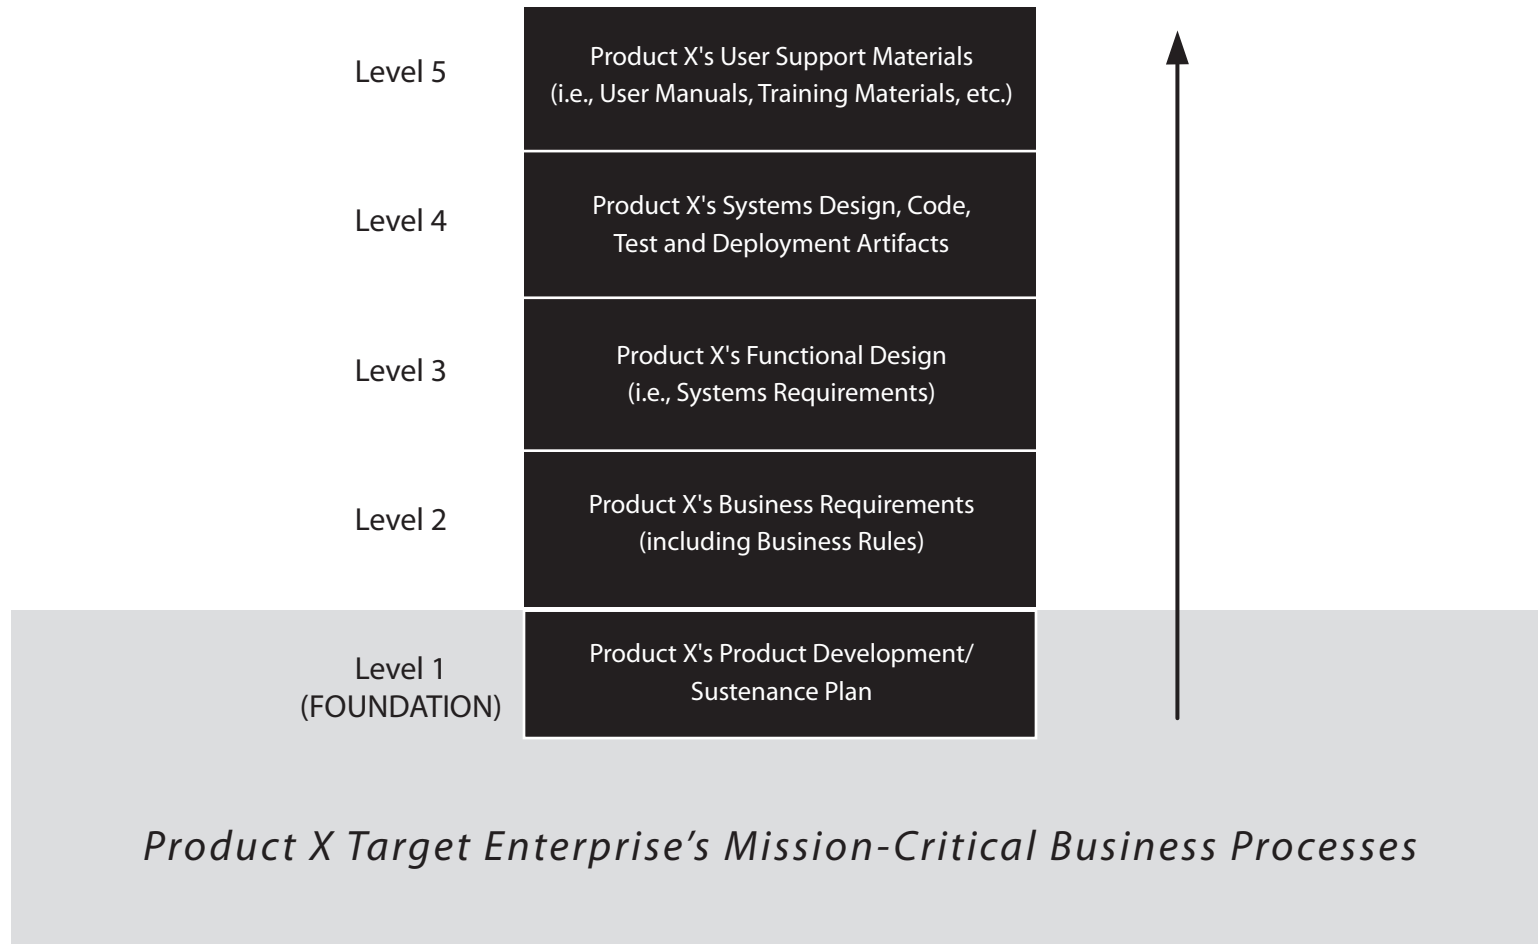 Level 5
Product X's User Support Materials
(i.e., User Manuals, Training Materials, etc.)
Level 4
Product X's Systems Design, Code,
Test and Deployment Artifacts
Level 3
Product X's Functional Design
(i.e., Systems Requirements)
Level 2
Product X's Business Requirements
(including Business Rules)
Level 1
(FOUNDATION)
Product X's Product Development/
Sustenance Plan
Product X Target Enterprise’s Mission-Critical Business Processes